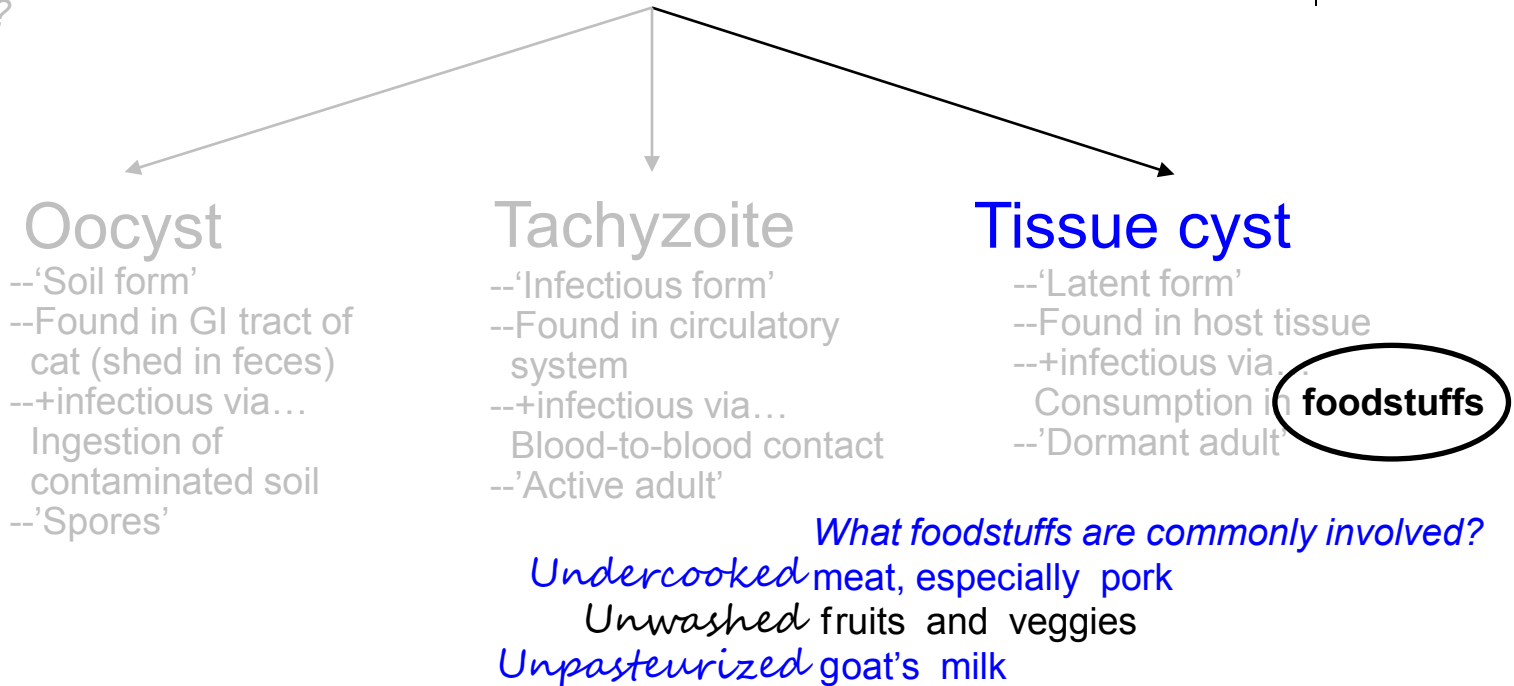 ?
Oocyst
--‘Soil form’
--Found in GI tract of
cat (shed in feces)
--+infectious via…
Ingestion of
contaminated soil
--’Spores’
Tachyzoite
--‘Infectious form’
--Found in circulatory
system
--+infectious via…
Blood-to-blood contact
--’Active adult’
Tissue cyst
--‘Latent form’
--Found in host tissue
--+infectious via…
Consumption in foodstuffs
--’Dormant adult’
What foodstuffs are commonly involved?
Undercooked meat, especially pork
Unwashed fruits and veggies
Unpasteurized goat’s milk